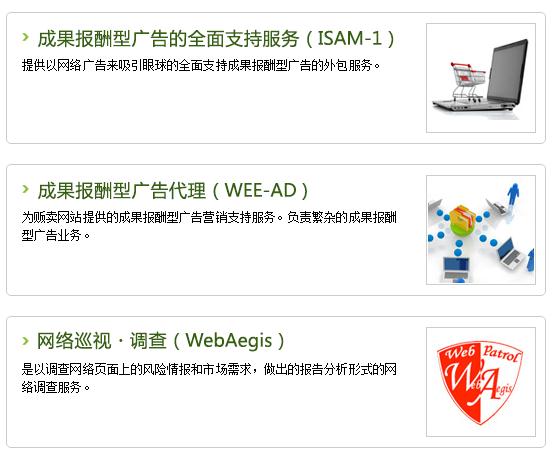 成果报酬型广告的全面支持服务（ISAM-1）
提供以网络广告来吸引眼球的全面支持成果报酬型广告的外包服务。
成果报酬型广告代理（WEE-AD）
为贩卖网站提供的成果报酬型广告营销支持服务。负责繁杂的成果报酬
型广告业务。
网络巡视·调查（WebAegis）
是以调查网络页面上的风险情报和市场需求，做出的报告分析形式的网
络调查服务。
Web Patrol
Web Aegis